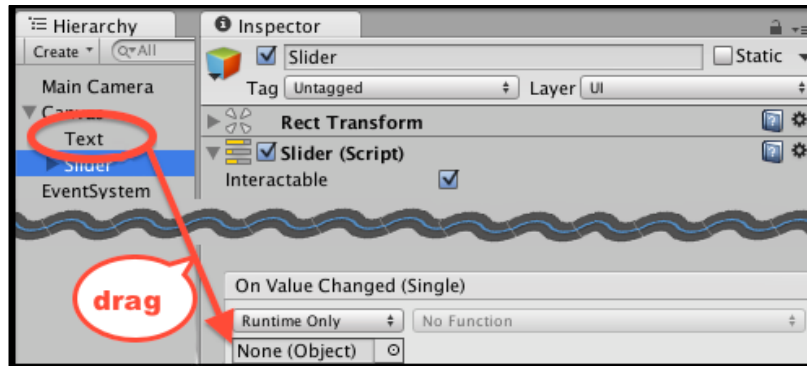 Hierarchy
Create
All
Main Camera
Canvas
Text
Slider
EventSystem
Inspector
Slider
Static
Tag Untagged Layer UI
Rect Transform
Slider (Script)
Interactable
drag
On Value Changed (Single)
Runtime Only No Function
None (Object)